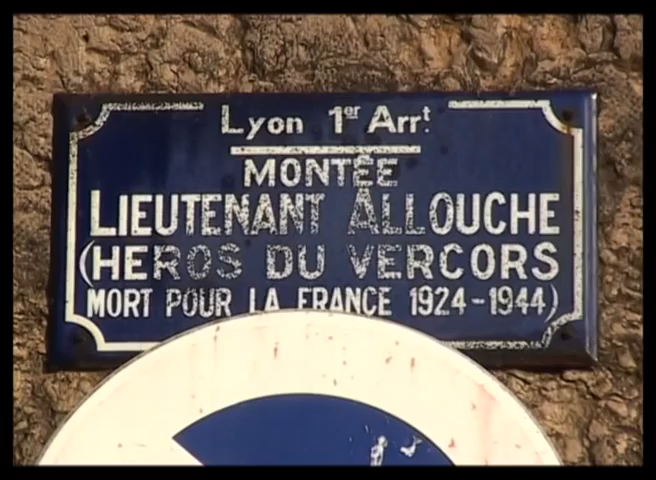 Lyon 1er Arrt.
MONTÉE
LIEUTENANT ALLOUCHE
(HEROS DU VERCORS
MORT POUR LA FRANCE 1924-1944)